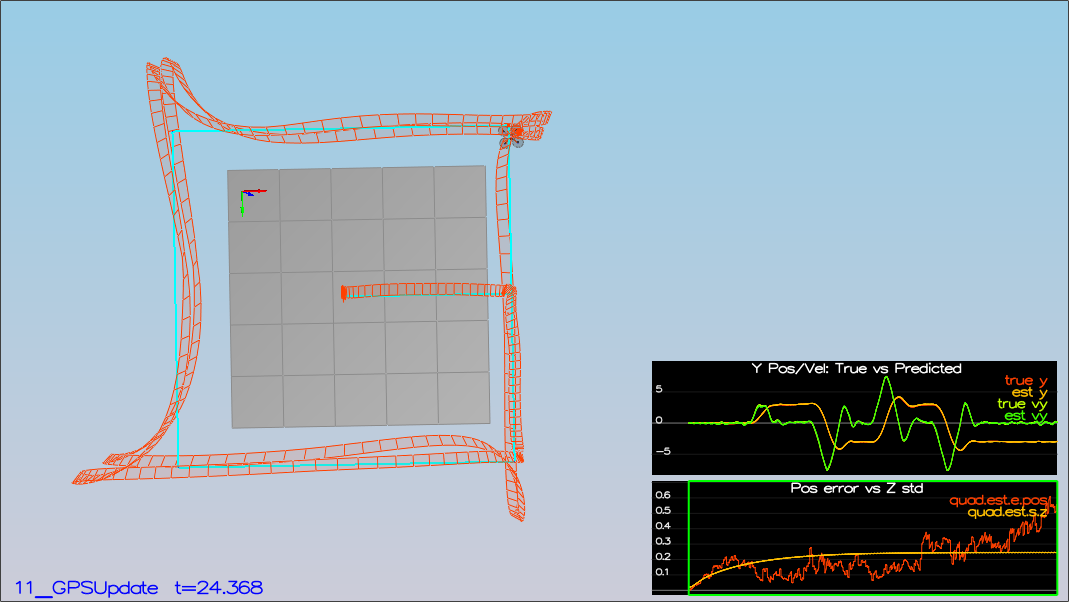 Y Pos/Vel: True vs Predicted
true y
est y
true vy
est vy
5
0
−5
Pos error vs Z std
quad.est.e.pos
quad.est.s.z
0.6
0.5
0.4
0.3
0.2
0.1
11__GPSUpdate t=24.368